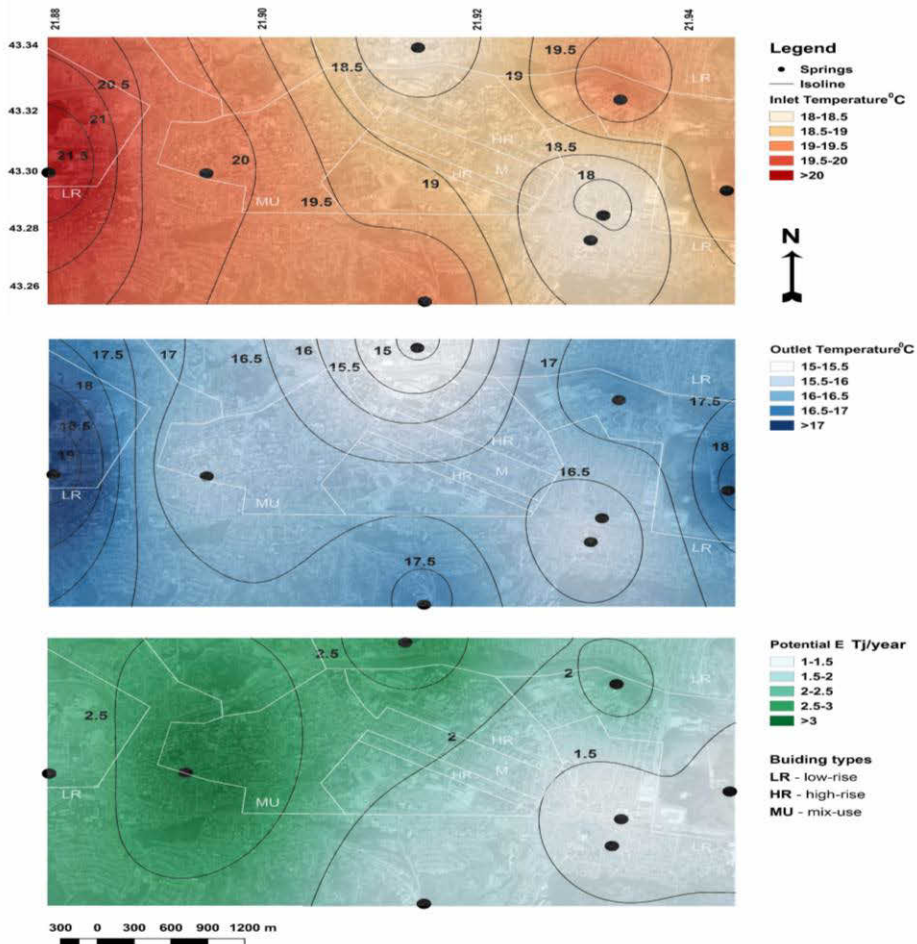 21.88 21.90 21.92 21.94
43.34
43.32
43.30
43.28
43.26
20.5
21
21.5
LR
20
MU
19.5
18.5
19
19.5
LR
HR
18.5
HR
M
18
19
LR
Legend
Springs
Isoline
Inlet Temperature°C
18-18.5
18.5-19
19-19.5
19.5-20
>20
N
17.5
17
16.5
16
15
15.5
17
LR
18
17.5
18.5
19
LR
HR
HR
M
MU
16.5
18
LR
17.5
Outlet Temperature°C
15-15.5
15.5-16
16-16.5
16.5-17
>17
2.5
2
LR
2.5
2
HR
1.5
HR
M
LR
MU
LR
Potential E Tj/year
1-1.5
1.5-2
2-2.5
2.5-3
>3
Buiding types
LR - low-rise
HR - high-rise
MU - mix-use
300 0 300 600 900 1200 m